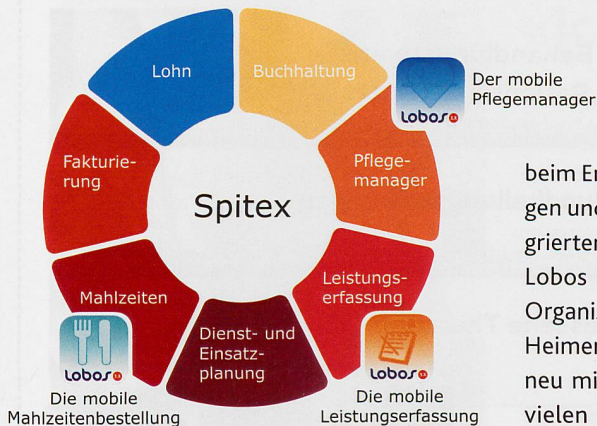 Lohn
Buchhaltung
Lobos
Der mobile
Pflegemanager
Fakturie-
rung
Pflege-
manager
Spitex
Mahlzeiten
Leistungs-
erfassung
Dienst- und
Einsatz-
planung
Lobos
Die mobile
Mahlzeitenbestellung
Lobos
Die mobile
Leistungserfassung
beim Er
gen und
grierten
Lobos
Organis
Heimen
neu mi
vielen